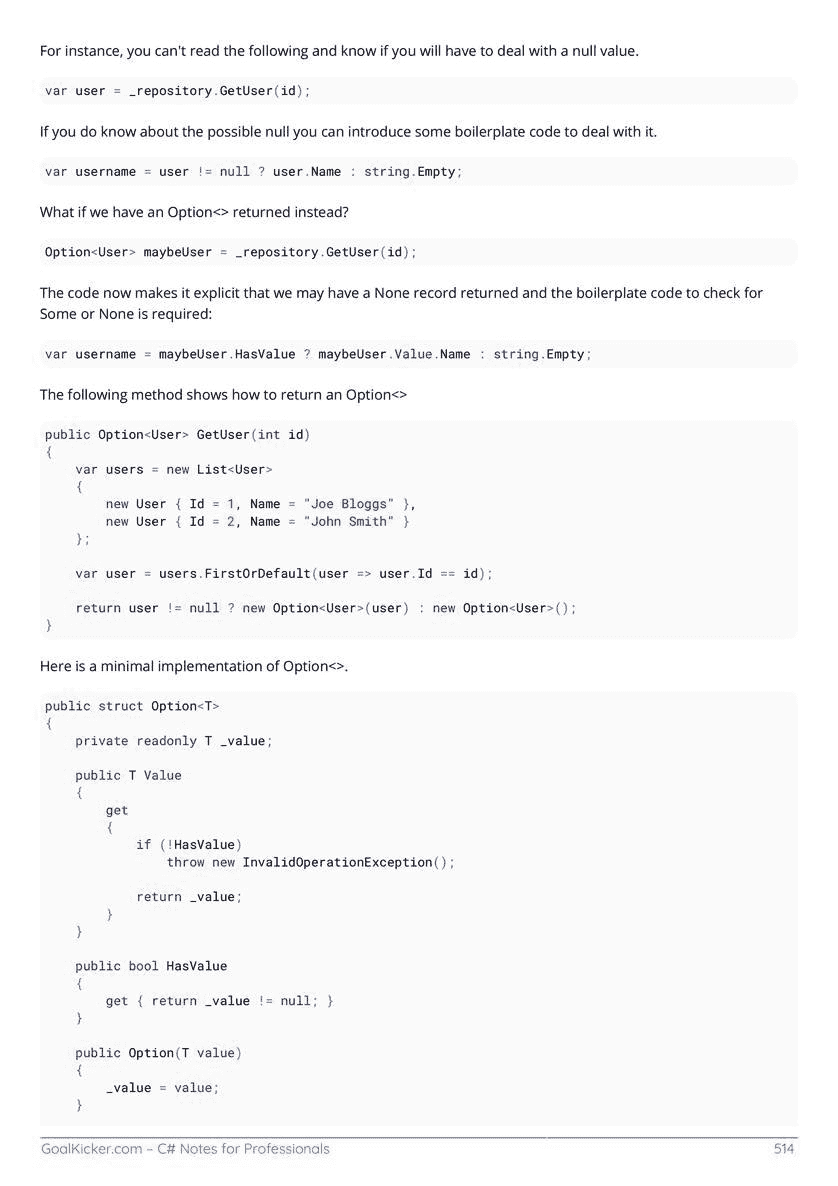 For instance, you can't read the following and know if you will have to deal with a null value.
var user = _repository.GetUser(id);
If you do know about the possible null you can introduce some boilerplate code to deal with it.
var username = user != null ? user.Name : string.Empty;
What if we have an Option<> returned instead?
Option<User> maybeUser = _repository.GetUser(id);
The code now makes it explicit that we may have a None record returned and the boilerplate code to check for
Some or None is required:
var username = maybeUser.HasValue ? maybeUser.Value.Name : string.Empty;
The following method shows how to return an Option<>
public Option<User> GetUser(int id)
{
    var users = new List<User>
    {
        new User { Id = 1, Name = "Joe Bloggs" },
        new User { Id = 2, Name = "John Smith" }
    };
    var user = users.FirstOrDefault(user => user.Id == id);
    return user != null ? new Option<User>(user) : new Option<User>();
}
Here is a minimal implementation of Option<>.
public struct Option<T>
{
    private readonly T _value;
    public T Value
    {
        get
        {
            if (!HasValue)
                throw new InvalidOperationException();
            return _value;
        }
    }
    public bool HasValue
    {
        get { return _value != null; }
    }
    public Option(T value)
    {
        _value = value;
    }
GoalKicker.com – C# Notes for Professionals 514